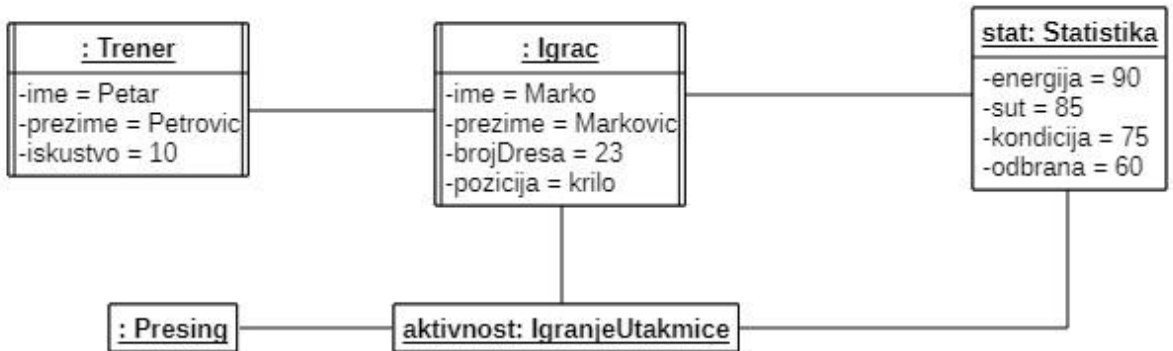 : Trener
-ime = Petar
-prezime = Petrovic
-iskustvo = 10
: Igrac
-ime = Marko
-prezime = Markovic
-brojDresa = 23
-pozicija = krilo
stat: Statistika
-energija = 90
-sut = 85
-kondicija = 75
-odbrana = 60
: Presing
aktivnost: IgranjeUtakmice